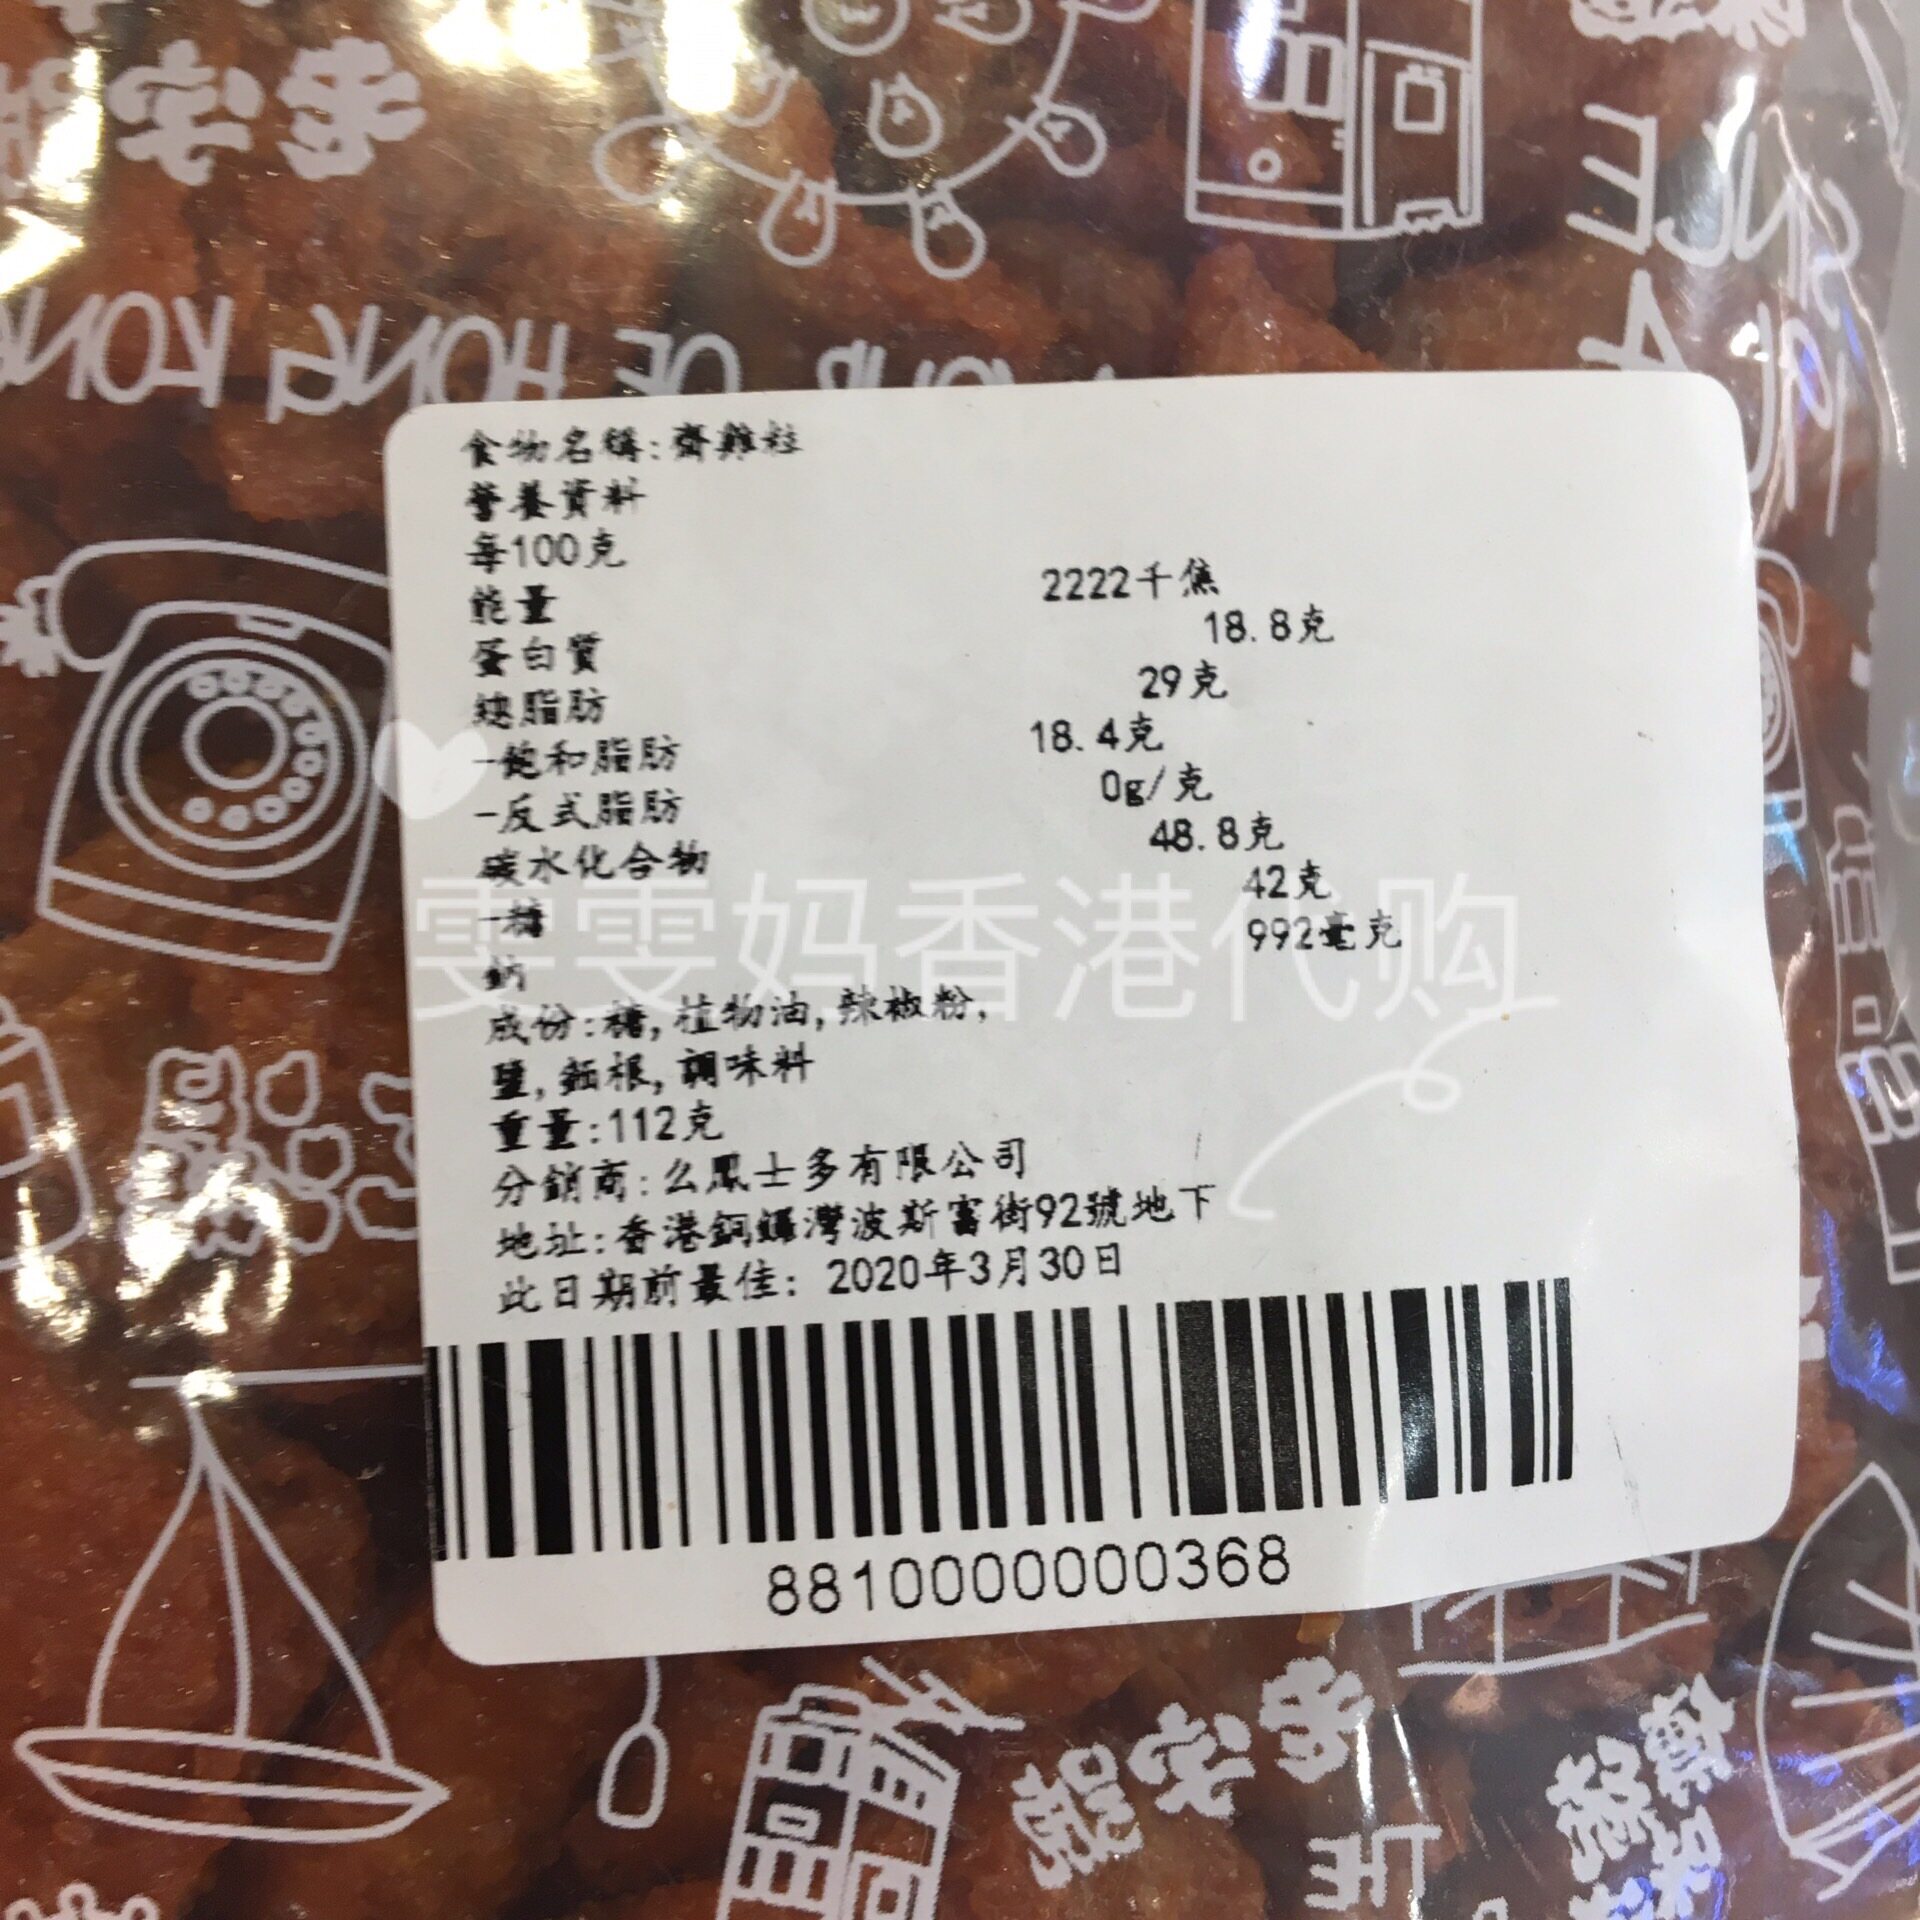 家 多
KONG HONG OF HONG KONG
食物名稱:齋雞粒
營養資料
每100克
能量 2222千焦
蛋白質 18.8克
總脂肪 29克
-飽和脂肪 18.4克
-反式脂肪 0g/克
碳水化合物 48.8克
-糖 42克
鈉 992毫克
成份:糖,植物油,辣椒粉,
鹽,麵根,調味料
重量:112克
分銷商:么鳳士多有限公司
地址:香港銅鑼灣波斯富街92號地下
此日期前最佳: 2020年3月30日
8810000000368
雯雯妈香港代购